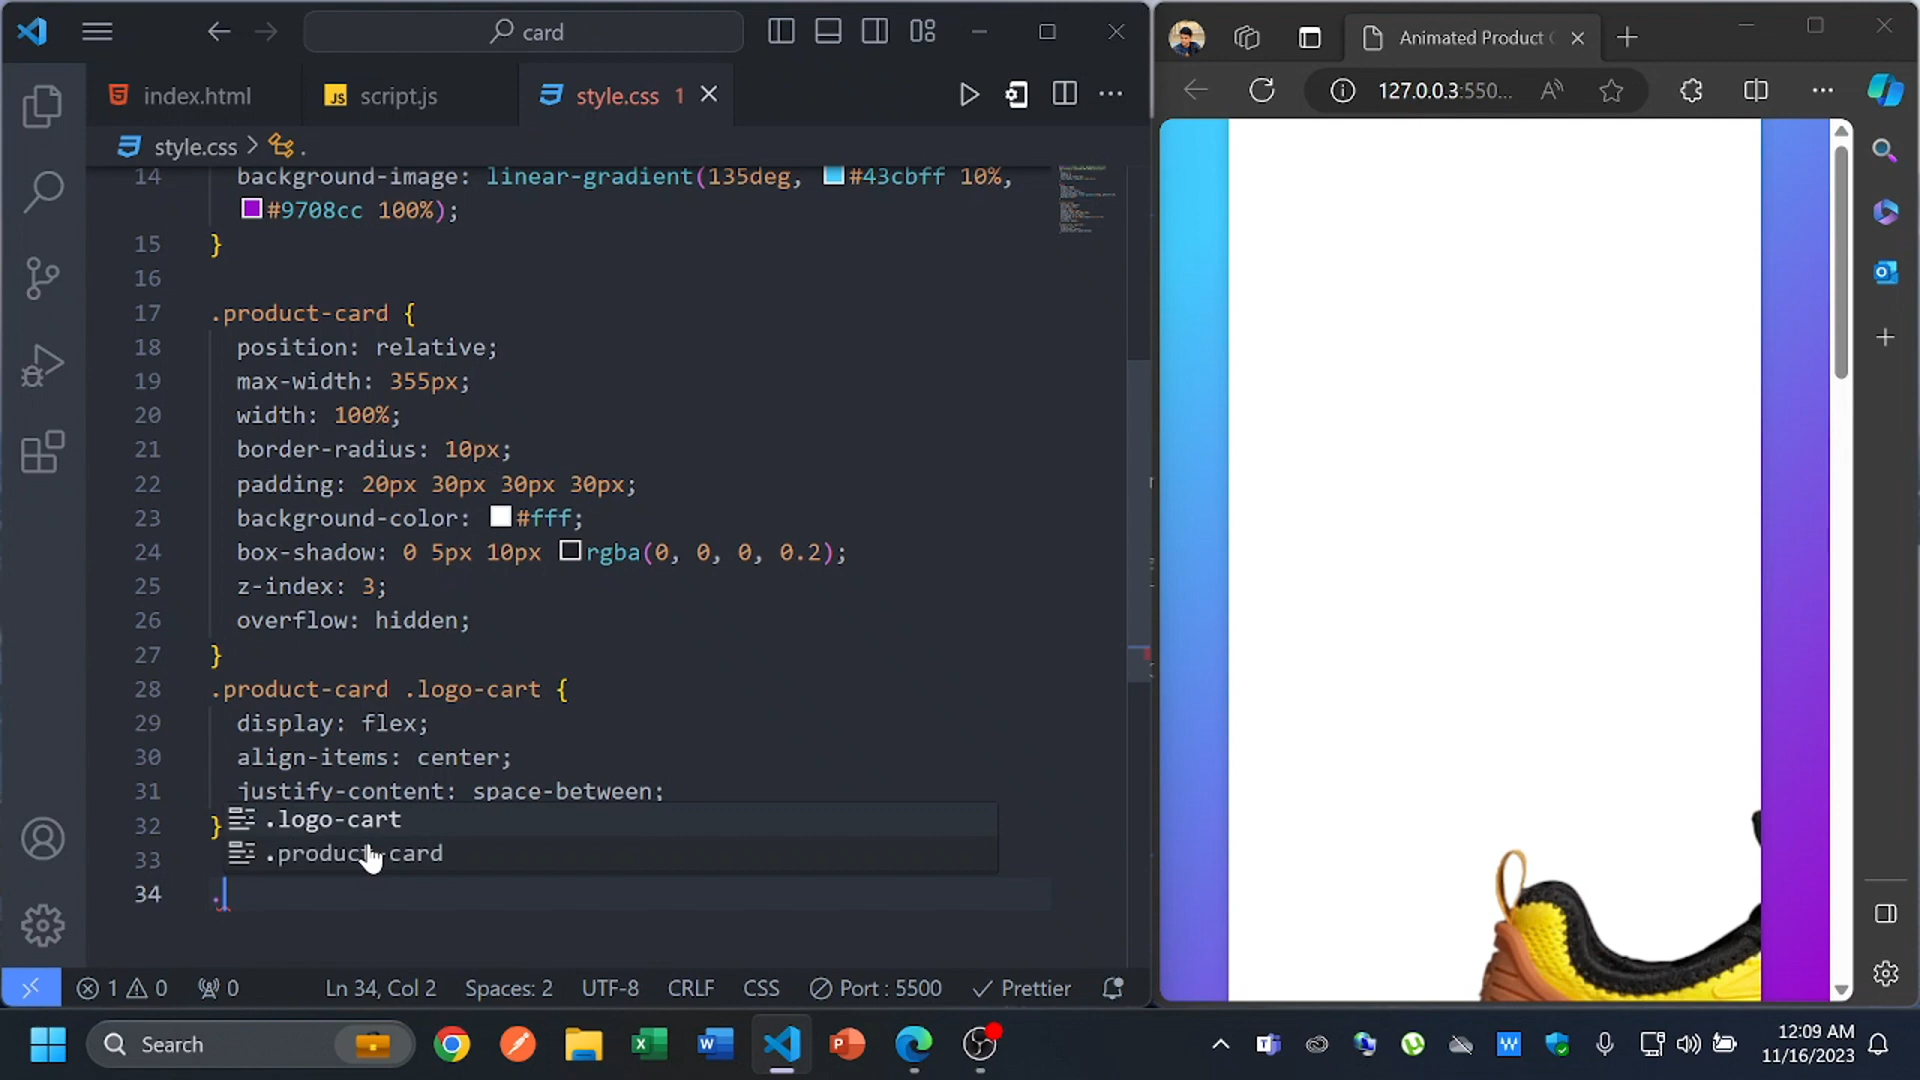 card
Animated Product C
index.html
JS script.js
style.css 1
127.0.0.3:550...
style.css > .
14 background-image: linear-gradient(135deg, #43cbff 10%,
#9708cc 100%);
15 }
16
17 .product-card {
18 position: relative;
19 max-width: 355px;
20 width: 100%;
21 border-radius: 10px;
22 padding: 20px 30px 30px 30px;
23 background-color: #fff;
24 box-shadow: 0 5px 10px rgba(0, 0, 0, 0.2);
25 z-index: 3;
26 overflow: hidden;
27 }
28 .product-card .logo-cart {
29 display: flex;
30 align-items: center;
31 justify-content: space-between;
32 }
.logo-cart
.product-card
33
34 .
1 0
0
Ln 34, Col 2
Spaces: 2
UTF-8
CRLF
CSS
Port : 5500
Prettier
Search
12:09 AM
11/16/2023